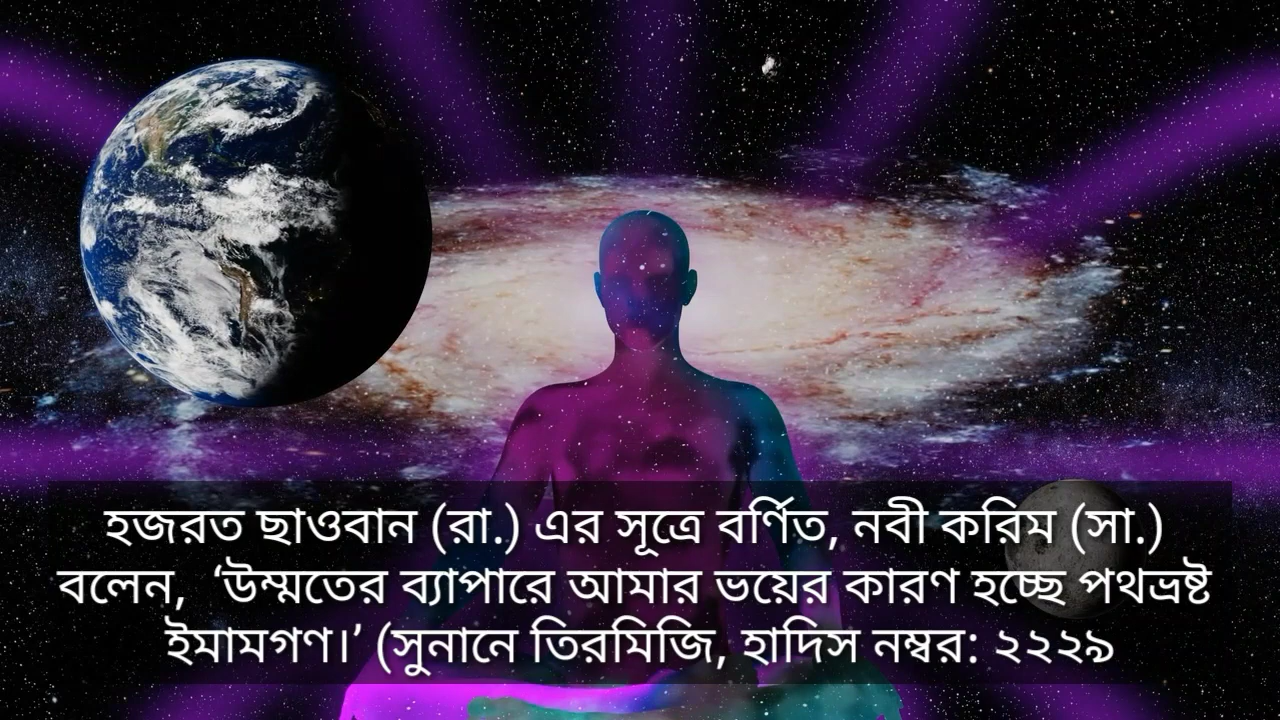 হজরত ছাওবান (রা.) এর সূত্রে বর্ণিত, নবী করিম (সা.)
বলেন, ‘উম্মতের ব্যাপারে আমার ভয়ের কারণ হচ্ছে পথভ্রষ্ট
ইমামগণ।’ (সুনানে তিরমিজি, হাদিস নম্বর: ২২২৯